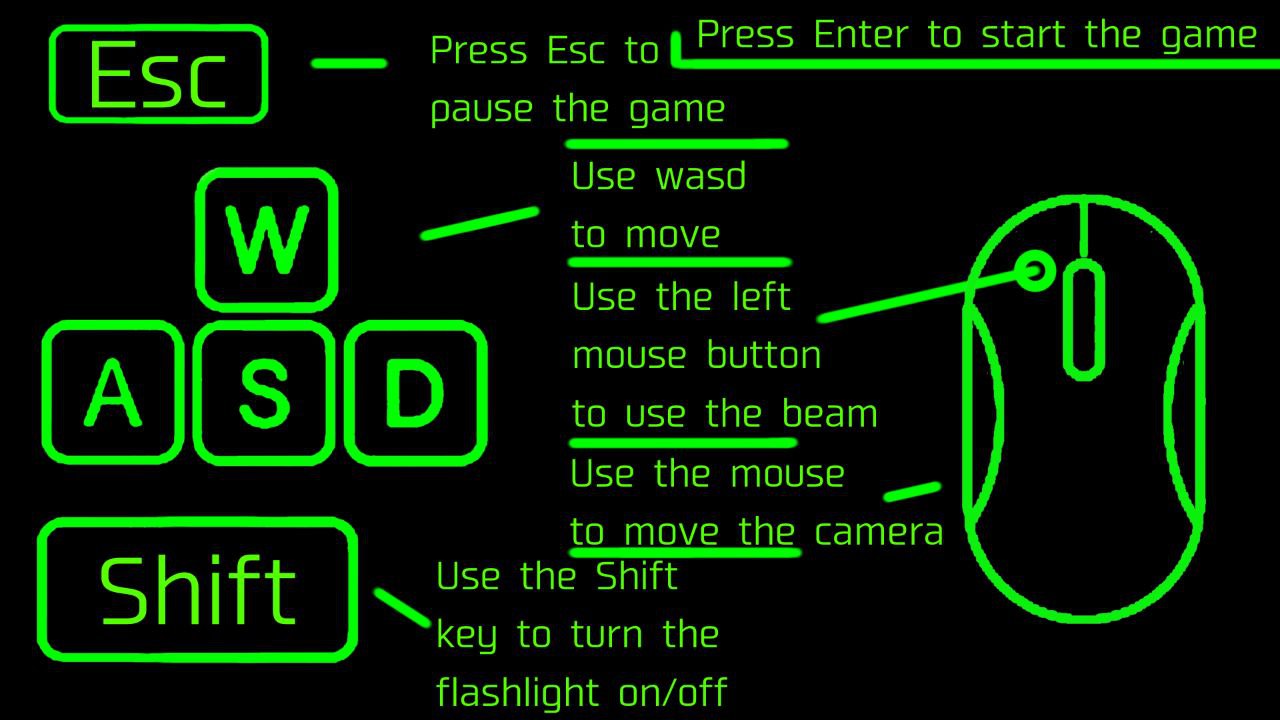 Esc
Press Esc to
pause the game
Press Enter to start the game
W
A S D
Use wasd
to move
Use the left
mouse button
to use the beam
Use the mouse
to move the camera
Shift
Use the Shift
key to turn the
flashlight on/off